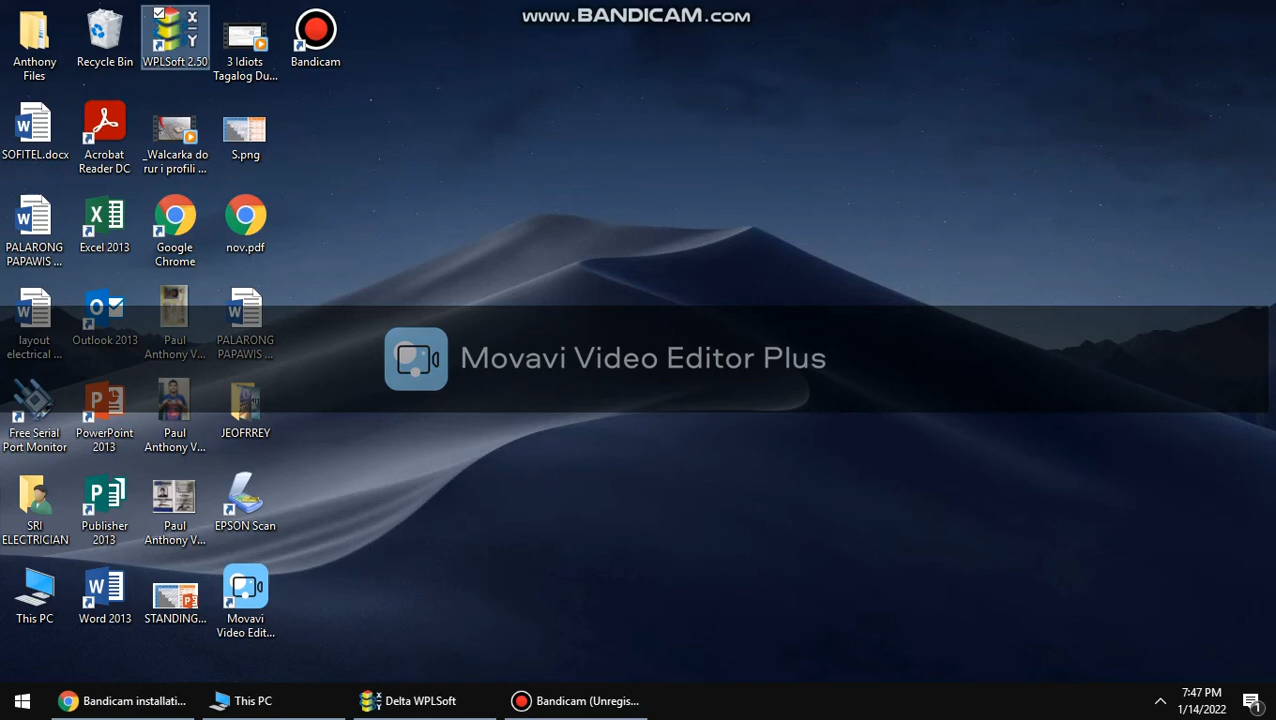 www.BANDICAM.com
Anthony
Files
Recycle Bin
WPLSoft 2.50
3 Idiots
Tagalog Du...
Bandicam
SOFITEL.docx
Acrobat
Reader DC
_Walcarka do
rur i profili ...
S.png
PALARONG
PAPAWIS ...
Excel 2013
Google
Chrome
nov.pdf
layout
electrical ...
Outlook 2013
Paul
Anthony V...
PALARONG
PAPAWIS ...
Movavi Video Editor Plus
Free Serial
Port Monitor
PowerPoint
2013
Paul
Anthony V...
JEOFRREY
SRI
ELECTRICIAN
Publisher
2013
Paul
Anthony V...
EPSON Scan
This PC
Word 2013
STANDING...
Movavi
Video Edit...
Bandicam installati...
This PC
Delta WPLSoft
Bandicam (Unregis...
7:47 PM
1/14/2022
1